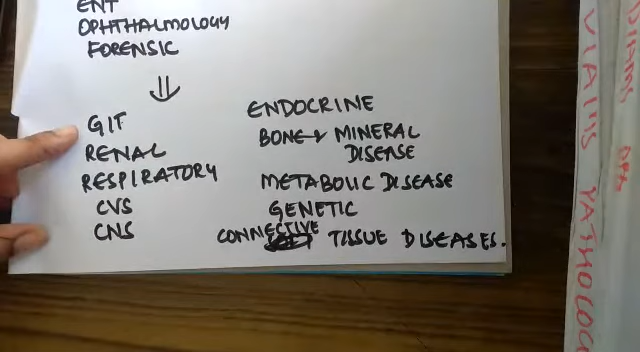 ENT
OPHTHALMOLOGY
FORENSIC
⇓
GIT
RENAL
RESPIRATORY
CVS
CNS
ENDOCRINE
BONE & MINERAL
DISEASE
METABOLIC DISEASE
GENETIC
CONNECTIVE TISSUE DISEASES.